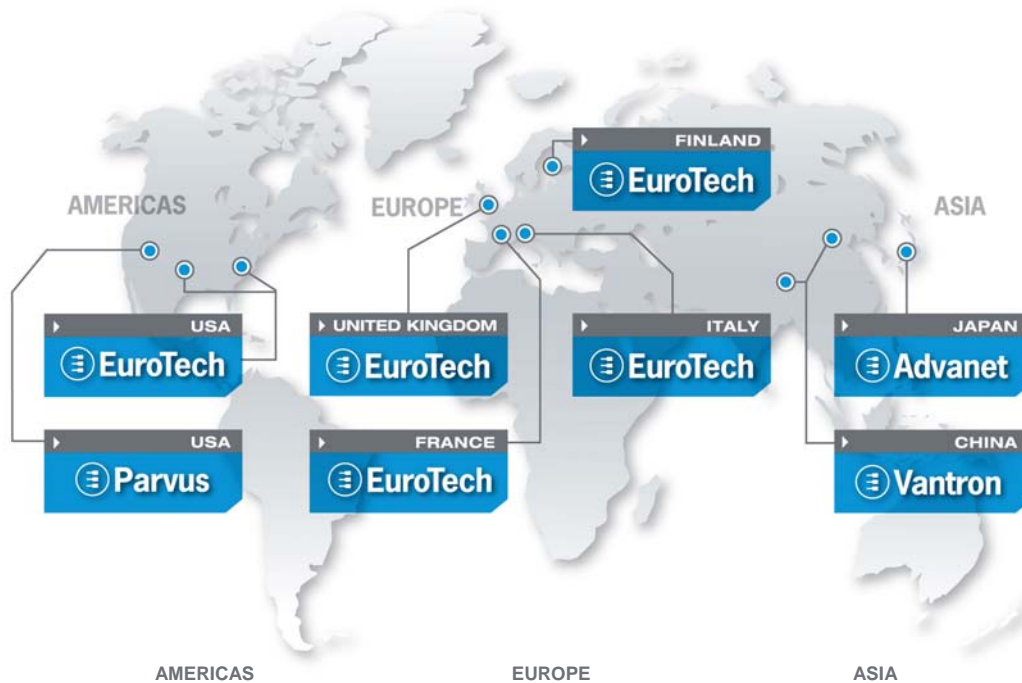 FINLAND
EuroTech
AMERICAS
EUROPE
ASIA
USA
EuroTech
UNITED KINGDOM
EuroTech
ITALY
EuroTech
JAPAN
Advanet
USA
Parvus
FRANCE
EuroTech
CHINA
Vantron
AMERICAS
EUROPE
ASIA